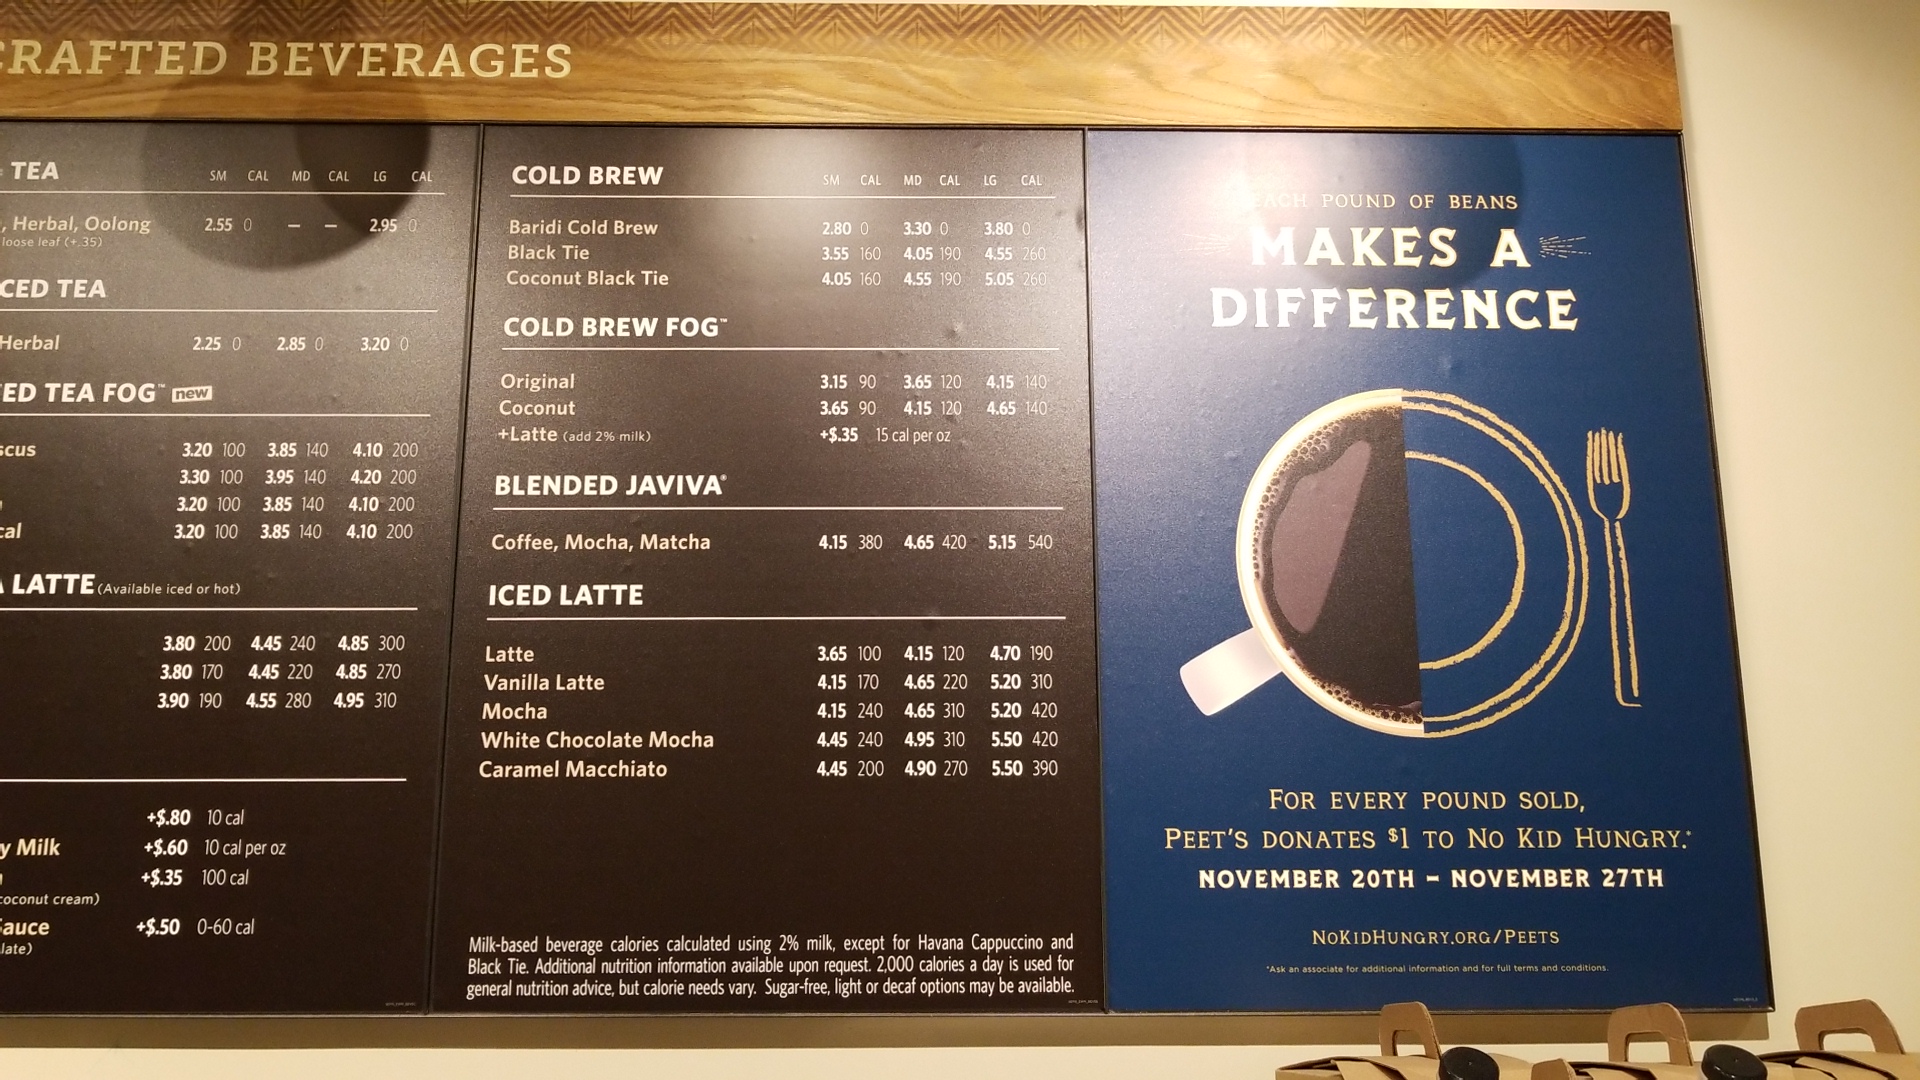 CRAFTED BEVERAGES
TEA SM CAL MD CAL LG CAL
, Herbal, Oolong 2.55 0 — — 2.95 0
loose leaf (+.35)
CED TEA
Herbal 2.25 0 2.85 0 3.20 0
ED TEA FOG™ new
scus 3.20 100 3.85 140 4.10 200
3.30 100 3.95 140 4.20 200
3.20 100 3.85 140 4.10 200
cal 3.20 100 3.85 140 4.10 200
LATTE (Available iced or hot)
3.80 200 4.45 240 4.85 300
3.80 170 4.45 220 4.85 270
3.90 190 4.55 280 4.95 310
+$.80 10 cal
y Milk +$.60 10 cal per oz
+$.35 100 cal
coconut cream)
Sauce +$.50 0-60 cal
late)
COLD BREW SM CAL MD CAL LG CAL
Baridi Cold Brew 2.80 0 3.30 0 3.80 0
Black Tie 3.55 160 4.05 190 4.55 260
Coconut Black Tie 4.05 160 4.55 190 5.05 260
COLD BREW FOG™
Original 3.15 90 3.65 120 4.15 140
Coconut 3.65 90 4.15 120 4.65 140
+Latte (add 2% milk) +$.35 15 cal per oz
BLENDED JAVIVA®
Coffee, Mocha, Matcha 4.15 380 4.65 420 5.15 540
ICED LATTE
Latte 3.65 100 4.15 120 4.70 190
Vanilla Latte 4.15 170 4.65 220 5.20 310
Mocha 4.15 240 4.65 310 5.20 420
White Chocolate Mocha 4.45 240 4.95 310 5.50 420
Caramel Macchiato 4.45 200 4.90 270 5.50 390
Milk-based beverage calories calculated using 2% milk, except for Havana Cappuccino and
Black Tie. Additional nutrition information available upon request. 2,000 calories a day is used for
general nutrition advice, but calorie needs vary. Sugar-free, light or decaf options may be available.
EACH POUND OF BEANS
MAKES A
DIFFERENCE
FOR EVERY POUND SOLD,
PEET'S DONATES $1 TO NO KID HUNGRY.*
NOVEMBER 20TH – NOVEMBER 27TH
NOKIDHUNGRY.ORG/PEETS
*Ask an associate for additional information and for full terms and conditions.